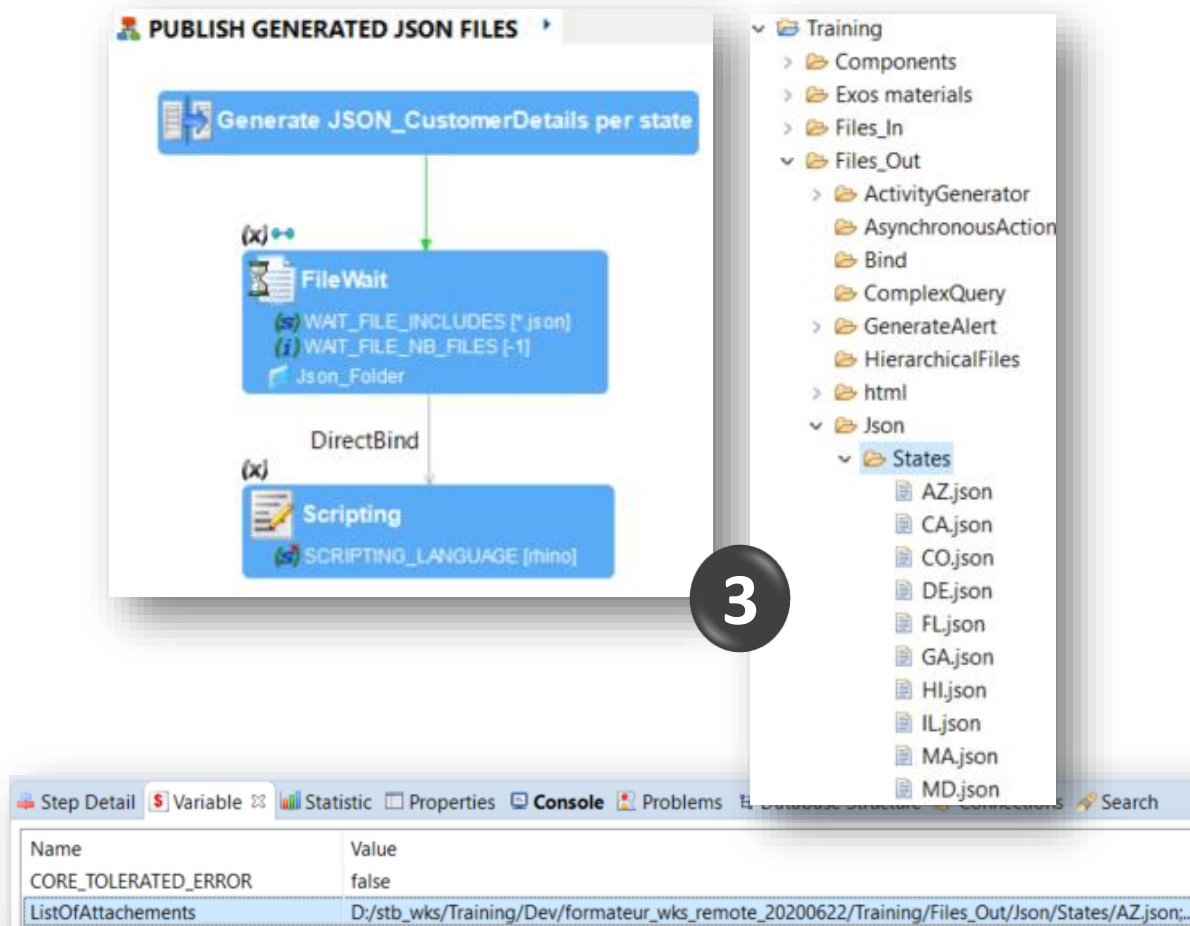 PUBLISH GENERATED JSON FILES
Generate JSON_CustomerDetails per state
(x)
FileWait
(s) WAIT_FILE_INCLUDES [*.json]
(i) WAIT_FILE_NB_FILES [-1]
Json_Folder
DirectBind
(x)
Scripting
(s) SCRIPTING_LANGUAGE [rhino]
3
Training
Components
Exos materials
Files_In
Files_Out
ActivityGenerator
AsynchronousAction
Bind
ComplexQuery
GenerateAlert
HierarchicalFiles
html
Json
States
AZ.json
CA.json
CO.json
DE.json
FL.json
GA.json
HI.json
IL.json
MA.json
MD.json
Step Detail Variable Statistic Properties Console Problems Search
Name Value
CORE_TOLERATED_ERROR false
ListOfAttachements D:/stb_wks/Training/Dev/formateur_wks_remote_20200622/Training/Files_Out/Json/States/AZ.json;...